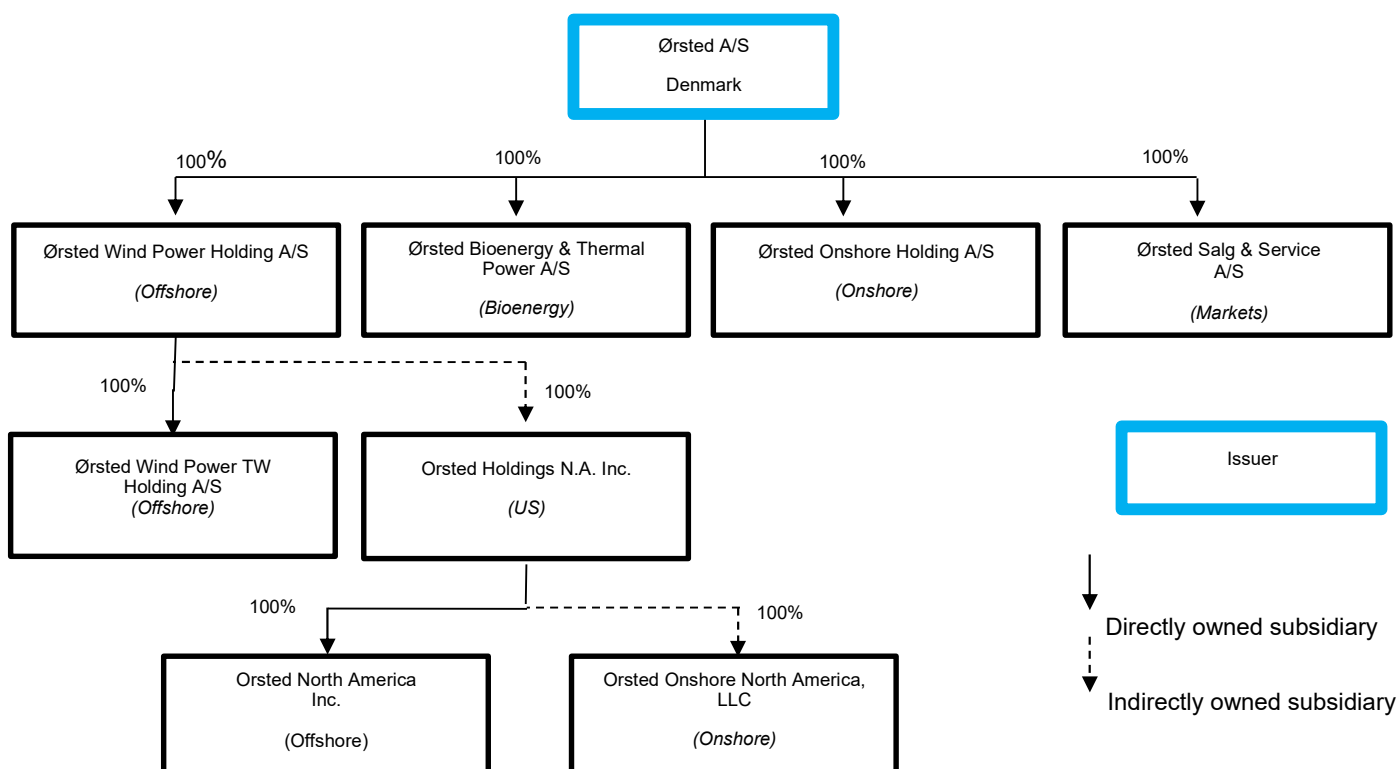 Ørsted A/S
Denmark
100%
100%
100%
100%
Ørsted Wind Power Holding A/S
(Offshore)
Ørsted Bioenergy & Thermal
Power A/S
(Bioenergy)
Ørsted Onshore Holding A/S
(Onshore)
Ørsted Salg & Service
A/S
(Markets)
100%
100%
Ørsted Wind Power TW
Holding A/S
(Offshore)
Orsted Holdings N.A. Inc.
(US)
Issuer
100%
100%
Directly owned subsidiary
Orsted North America
Inc.
(Offshore)
Orsted Onshore North America,
LLC
(Onshore)
Indirectly owned subsidiary